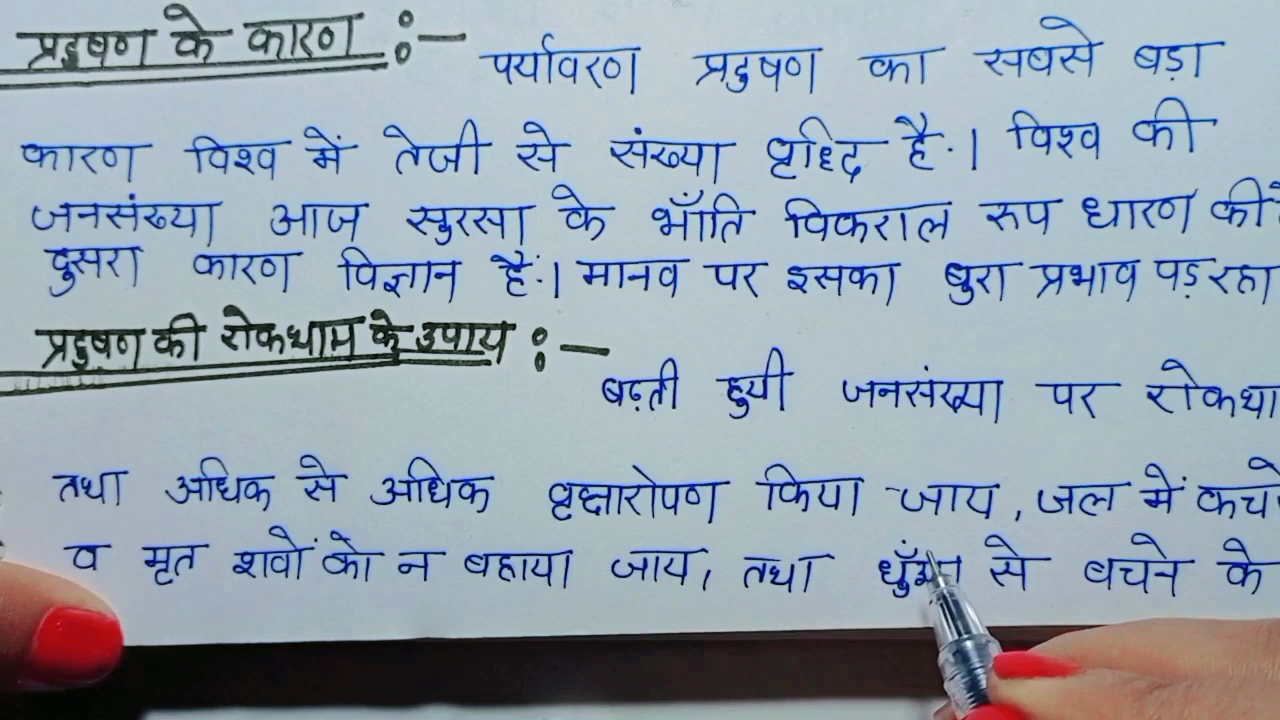 प्रदुषण के कारण :- पर्यावरण प्रदुषण का सबसे बड़ा
कारण विश्व में तेजी से संख्या वृध्दि है.। विश्व की
जनसंख्या आज सुरसा के भाँति विकराल रूप धारण की
दुसरा कारण विज्ञान हैं.। मानव पर इसका बुरा प्रभाव पड़ रहा
प्रदुषण की रोकथाम के उपाय :-
बढ़ती हुयी जनसंख्या पर रोकथा
तथा अधिक से अधिक वृक्षारोपण किया जाय, जल में कचरे
व मृत शवों को न बहाया जाय, तथा से बचने के